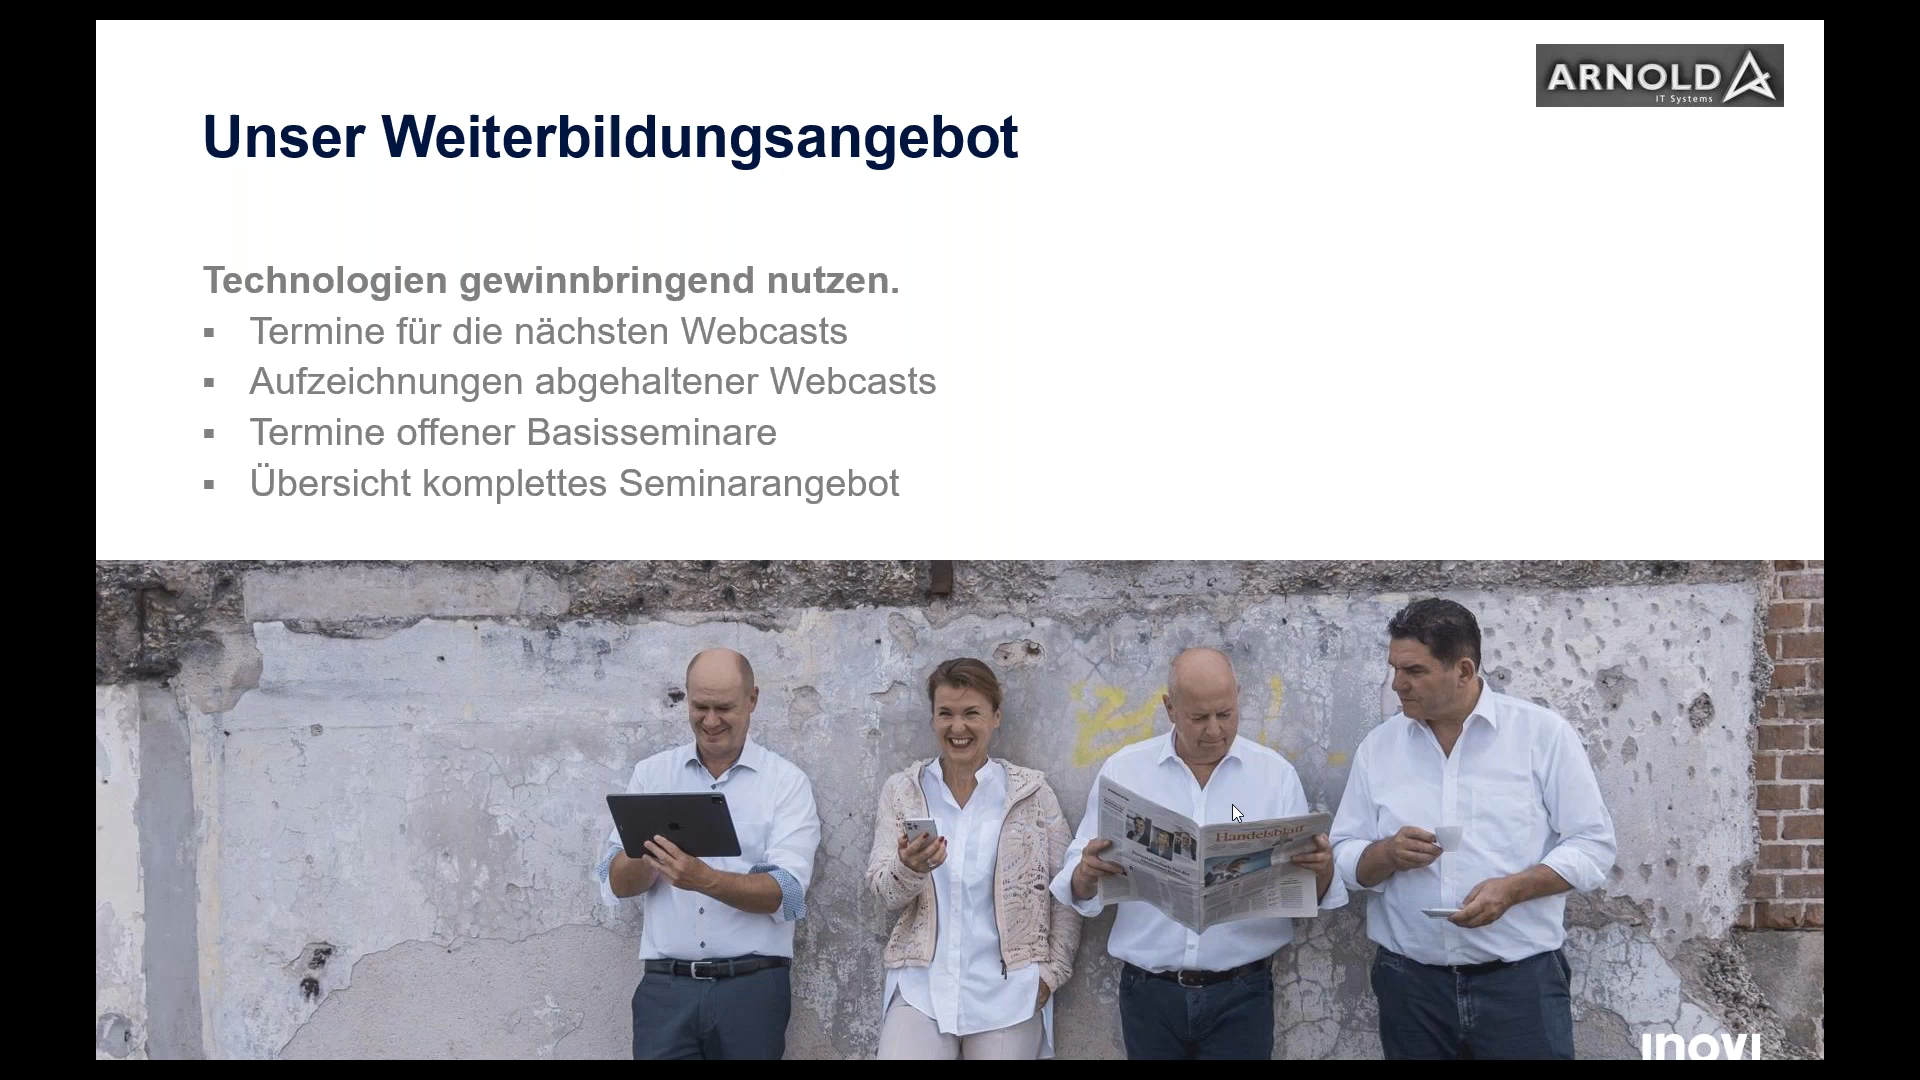 ARNOLD
IT Systems
Unser Weiterbildungsangebot
Technologien gewinnbringend nutzen.
▪ Termine für die nächsten Webcasts
▪ Aufzeichnungen abgehaltener Webcasts
▪ Termine offener Basisseminare
▪ Übersicht komplettes Seminarangebot
Handelsblatt
inovi